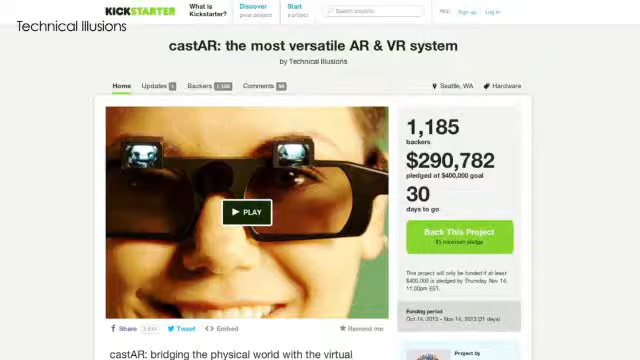 KICKSTARTER
What is
Kickstarter?
Discover
great projects
Start
a project
Search projects
Help
Sign up
Log in
Technical Illusions
castAR: the most versatile AR & VR system
by Technical Illusions
Home
Updates 1
Backers
Comments
Seattle, WA
Hardware
1,185
backers
$290,782
pledged of $400,000 goal
30
days to go
PLAY
Back This Project
$5 minimum pledge
This project will only be funded if at least
$400,000 is pledged by Thursday Nov 14,
11:00pm EET.
Funding period
Oct 14, 2013 - Nov 14, 2013 (31 days)
Share
Tweet
Embed
Remind me
castAR: bridging the physical world with the virtual
Project by